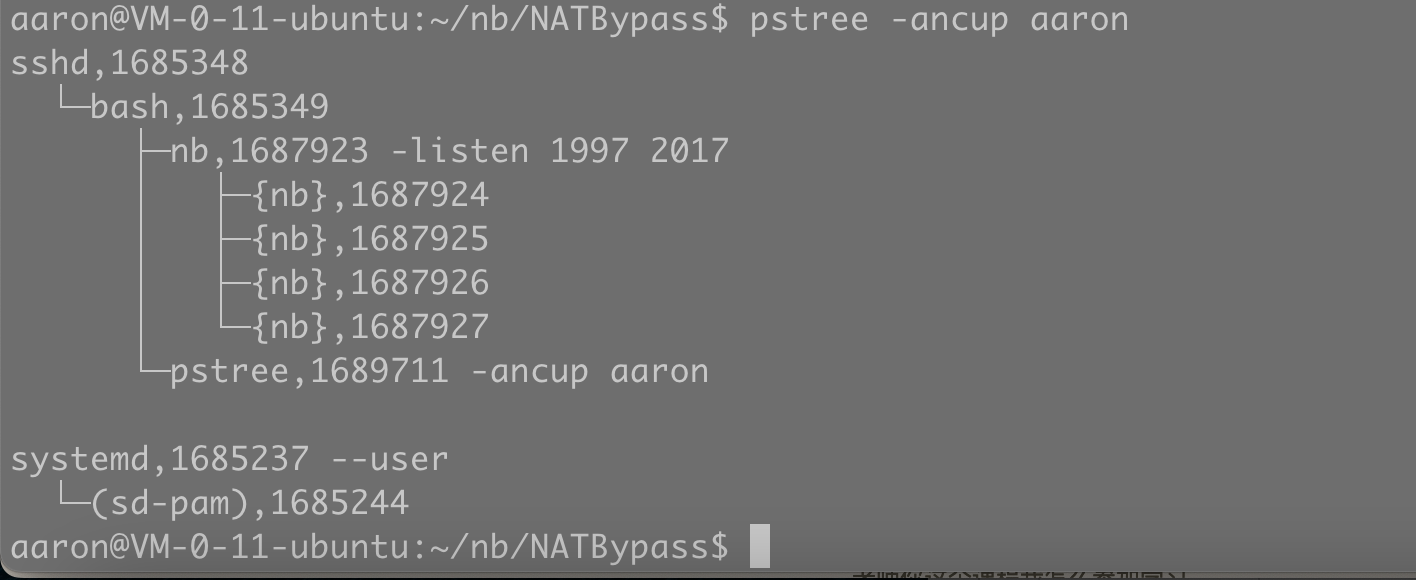 aaron@VM-0-11-ubuntu:~/nb/NATBypass$ pstree -ancup aaron
sshd,1685348
└─bash,1685349
├─nb,1687923 -listen 1997 2017
├─{nb},1687924
├─{nb},1687925
├─{nb},1687926
└─{nb},1687927
└─pstree,1689711 -ancup aaron
systemd,1685237 --user
└─(sd-pam),1685244
aaron@VM-0-11-ubuntu:~/nb/NATBypass$